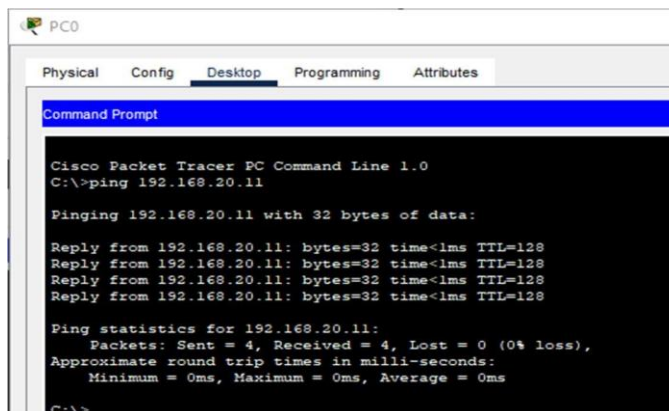 PC0
Physical Config Desktop Programming Attributes
Command Prompt
Cisco Packet Tracer PC Command Line 1.0
C:\>ping 192.168.20.11
Pinging 192.168.20.11 with 32 bytes of data:
Reply from 192.168.20.11: bytes=32 time<1ms TTL=128
Reply from 192.168.20.11: bytes=32 time<1ms TTL=128
Reply from 192.168.20.11: bytes=32 time<1ms TTL=128
Reply from 192.168.20.11: bytes=32 time<1ms TTL=128
Ping statistics for 192.168.20.11:
Packets: Sent = 4, Received = 4, Lost = 0 (0% loss),
Approximate round trip times in milli-seconds:
Minimum = 0ms, Maximum = 0ms, Average = 0ms
C:\>